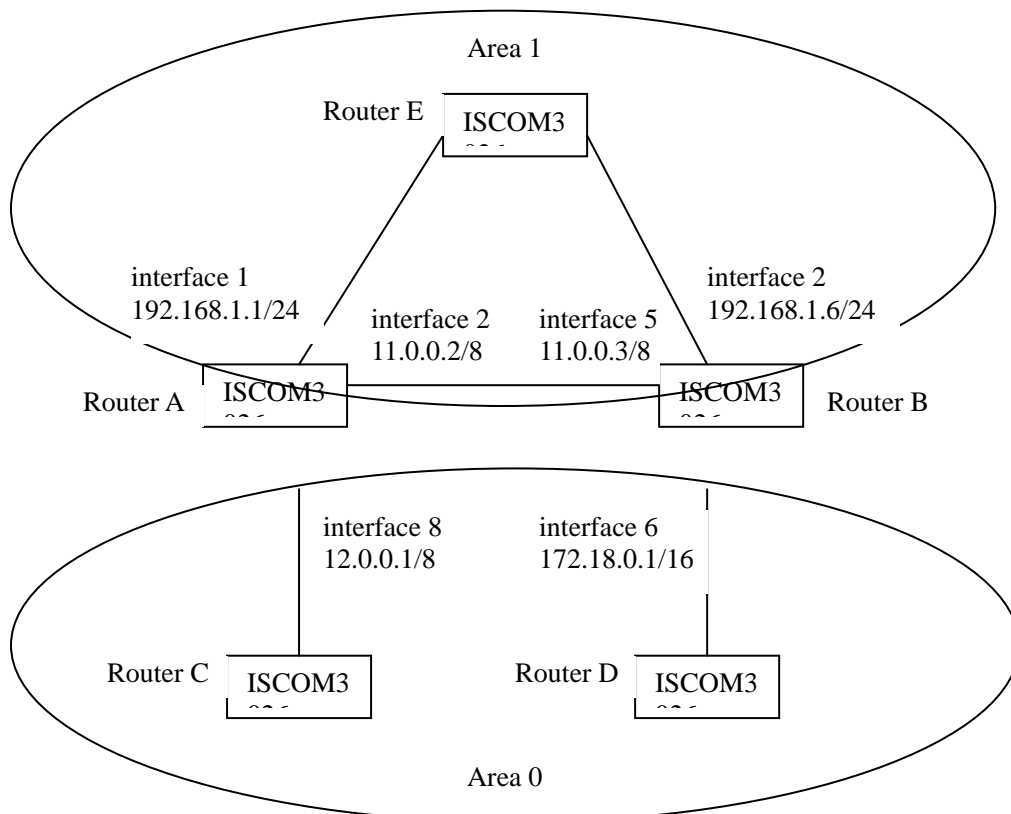 Area 1
Router E
ISCOM3
interface 1
192.168.1.1/24
interface 2
11.0.0.2/8
interface 5
11.0.0.3/8
interface 2
192.168.1.6/24
Router A
ISCOM3
ISCOM3
Router B
interface 8
12.0.0.1/8
interface 6
172.18.0.1/16
Router C
ISCOM3
Router D
ISCOM3
Area 0